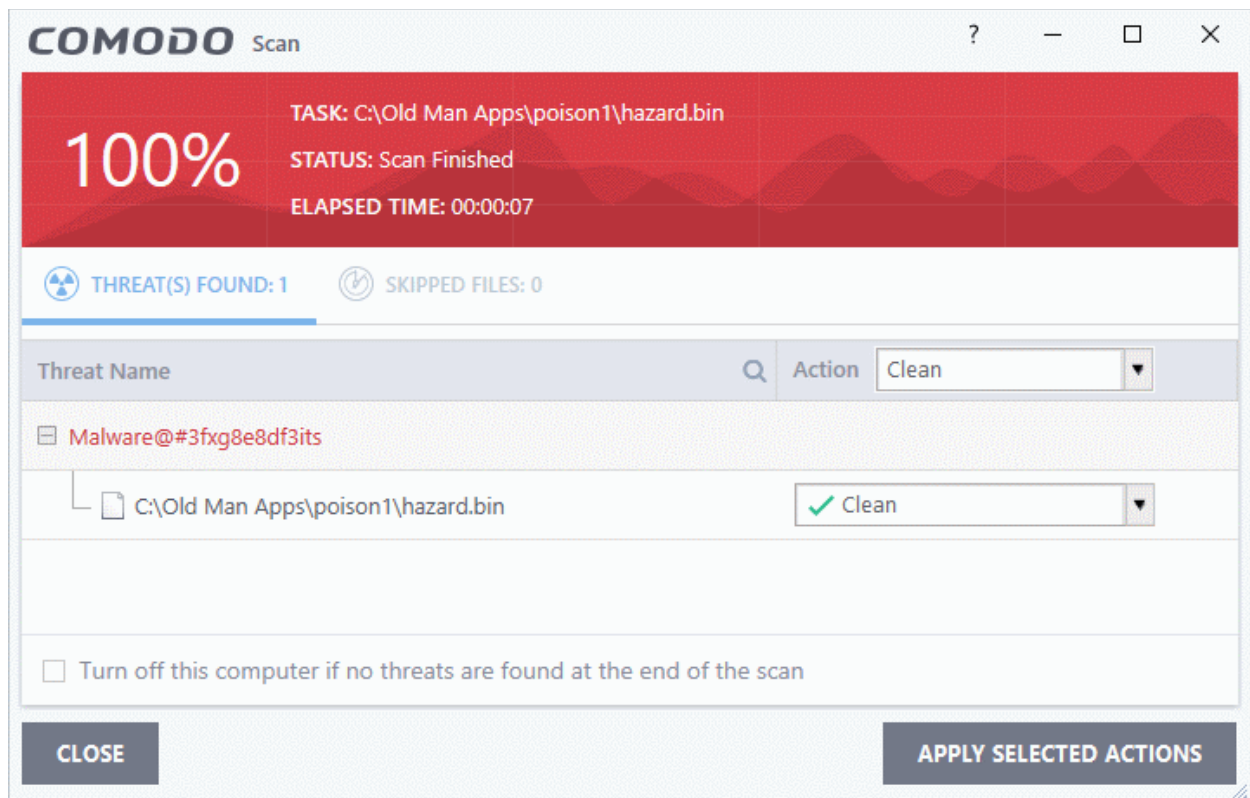 COMODO Scan
?
100%
TASK: C:\Old Man Apps\poison1\hazard.bin
STATUS: Scan Finished
ELAPSED TIME: 00:00:07
THREAT(S) FOUND: 1 SKIPPED FILES: 0
Threat Name Action Clean
Malware@#3fxg8e8df3its
C:\Old Man Apps\poison1\hazard.bin Clean
Turn off this computer if no threats are found at the end of the scan
CLOSE APPLY SELECTED ACTIONS